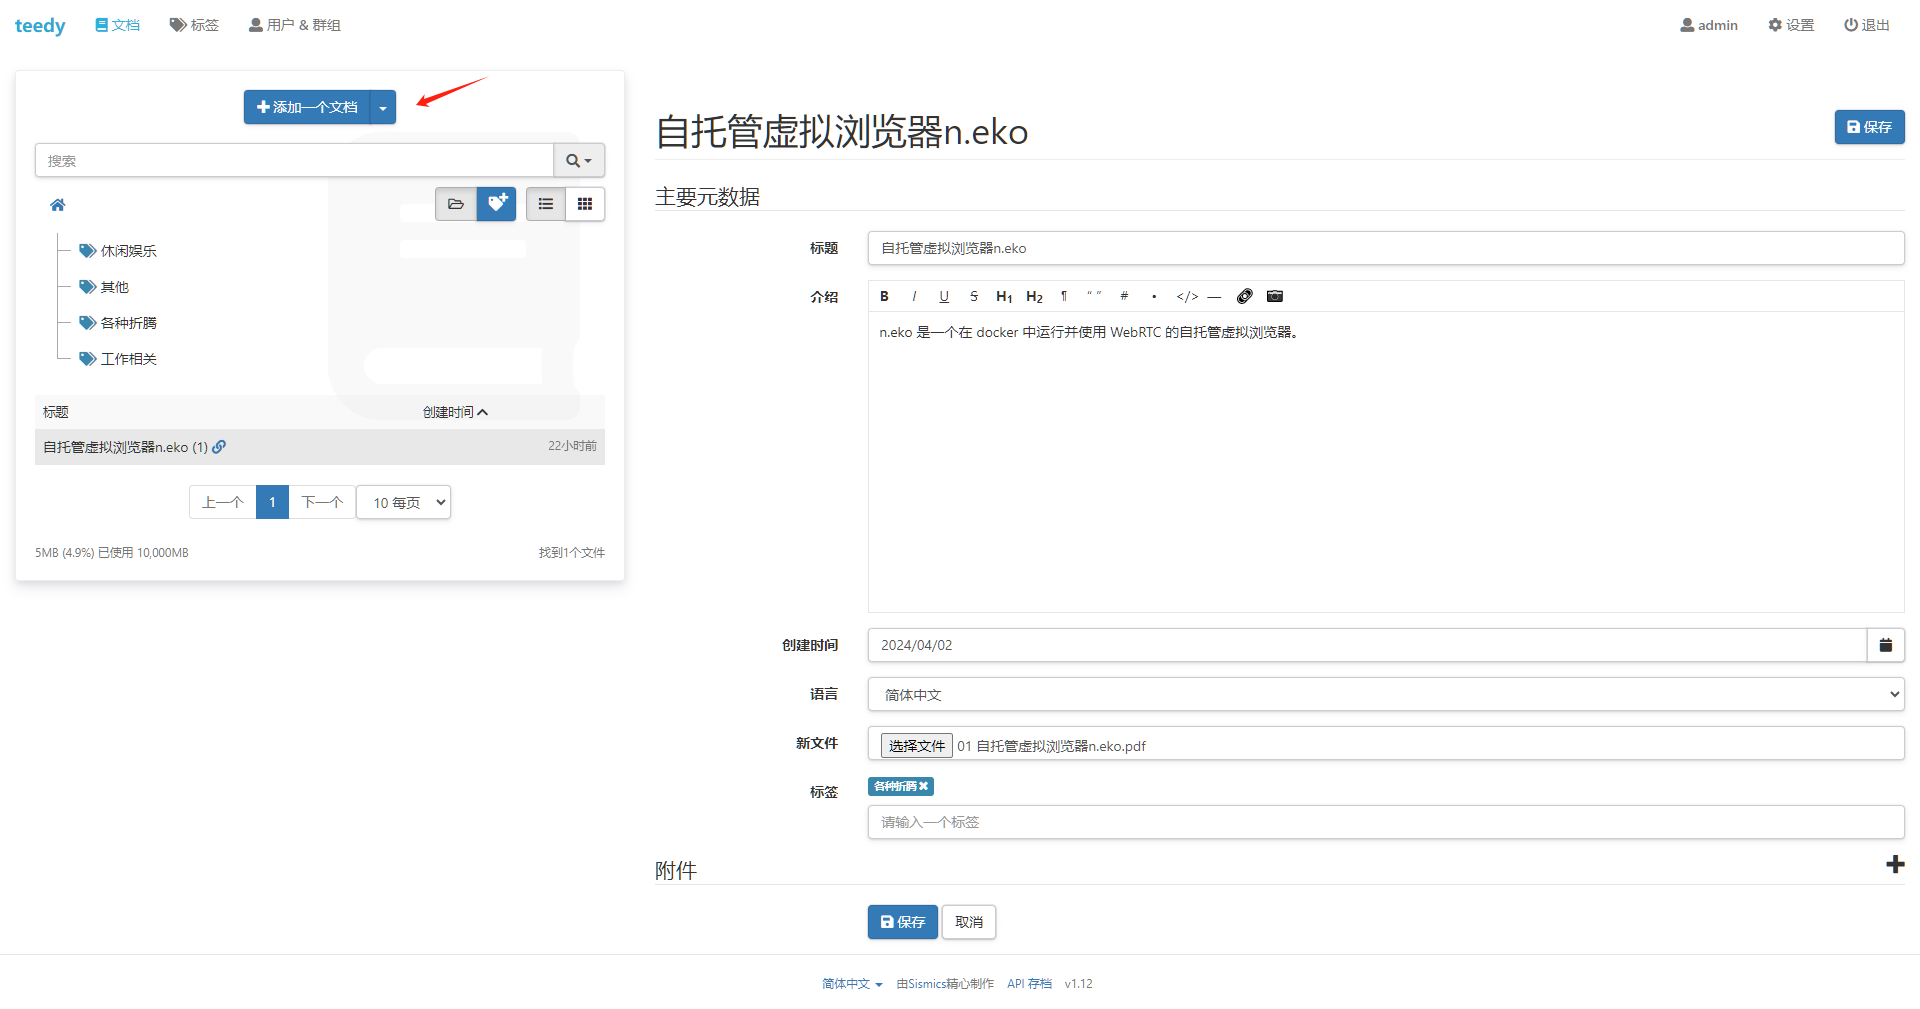 teedy 文档 标签 用户 & 群组 admin 设置 退出
添加一个文档
搜索
休闲娱乐
其他
各种折腾
工作相关
标题 创建时间
自托管虚拟浏览器n.eko (1) 22小时前
上一个 1 下一个 10 每页
5MB (4.9%) 已使用 10,000MB 找到1个文件
自托管虚拟浏览器n.eko 保存
主要元数据
标题 自托管虚拟浏览器n.eko
介绍 B I U S H1 H2 ¶ “ ” # • </> —
n.eko 是一个在 docker 中运行并使用 WebRTC 的自托管虚拟浏览器。
创建时间 2024/04/02
语言 简体中文
新文件 选择文件 01 自托管虚拟浏览器n.eko.pdf
标签 各种折腾
请输入一个标签
附件
保存 取消
简体中文 由Sismics精心制作 API 存档 v1.12